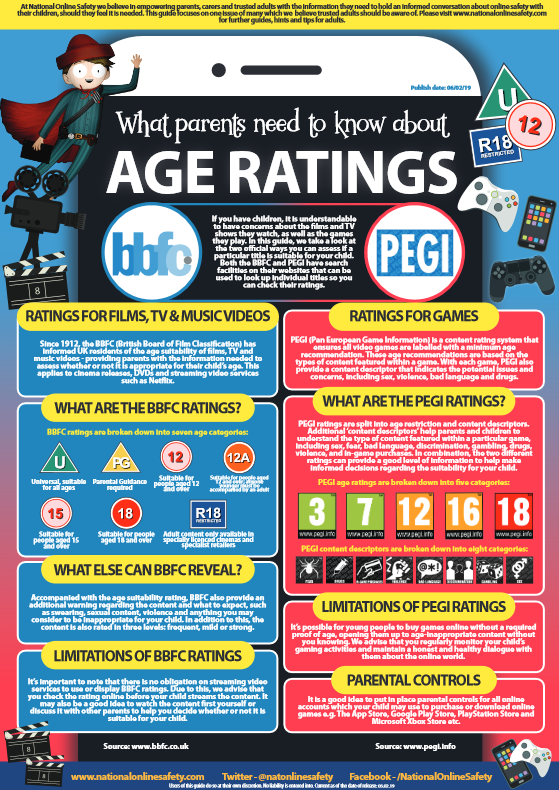 At National Online Safety we believe in empowering parents, carers and trusted adults with the information they need to hold an informed conversation about online safety with
their children, should they feel it is needed. This guide focuses on one issue of many which we believe trusted adults should be aware of. Please visit www.nationalonlinesafety.com
for further guides, hints and tips for adults.
Publish date: 06/02/19
What parents need to know about
AGE RATINGS
U
12
R18
RESTRICTED
bbfc
If you have children, it is understandable
to have concerns about the films and TV
shows they watch, as well as the games
they play. In this guide, we take a look at
the two official ways you can assess if a
particular title is suitable for your child.
Both the BBFC and PEGI have search
facilities on their websites that can be
used to look up individual titles so you
can check their ratings.
PEGI
8
RATINGS FOR FILMS, TV & MUSIC VIDEOS
Since 1912, the BBFC (British Board of Film Classification) has
informed UK residents of the age suitability of films, TV and
music videos - providing parents with the information needed to
assess whether or not it is appropriate for their child's age. This
applies to cinema releases, DVDs and streaming video services
such as Netflix.
WHAT ARE THE BBFC RATINGS?
BBFC ratings are broken down into seven age categories:
U
Universal, suitable
for all ages
PG
Parental Guidance
required
12
Suitable for
people aged 12
and over
12A
Suitable for people aged
accompanied by an adult
15
Suitable for
people aged 15
and over
18
Suitable for
people aged 18 and over
R18
RESTRICTED
Adult content only available in
specially licenced cinemas and
specialist retailers
WHAT ELSE CAN BBFC REVEAL?
Accompanied with the age suitability rating, BBFC also provide an
additional warning regarding the content and what to expect, such
as swearing, sexual content, violence and anything you may
consider to be inappropriate for your child. In addition to this, the
content is also rated in three levels: frequent, mild or strong.
LIMITATIONS OF BBFC RATINGS
It's important to note that there is no obligation on streaming video
services to use or display BBFC ratings. Due to this, we advise that
you check the rating online before your child streams the content. It
may also be a good idea to watch the content first yourself or
discuss it with other parents to help you decide whether or not it is
suitable for your child.
RATINGS FOR GAMES
PEGI (Pan European Game Information) is a content rating system that
ensures all video games are labelled with a minimum age
recommendation. These age recommendations are based on the
types of content featured within a game. With each game, PEGI also
provide a content descriptor that indicates the potential issues and
concerns, including sex, violence, bad language and drugs.
WHAT ARE THE PEGI RATINGS?
PEGI ratings are split into age restriction and content descriptors.
Additional 'content descriptors' help parents and children to
understand the type of content featured within a particular game,
including sex, fear, bad language, discrimination, gambling, drugs,
violence, and in-game purchases. In combination, the two different
ratings can provide a good level of information to help make
informed decisions regarding the suitability for your child.
PEGI age ratings are broken down into five categories:
3
www.pegi.info
7
www.pegi.info
12
www.pegi.info
16
www.pegi.info
18
www.pegi.info
PEGI content descriptors are broken down into eight categories:
FEAR
DRUGS
IN-GAME PURCHASES
VIOLENCE
BAD LANGUAGE
DISCRIMINATION
GAMBLING
SEX
LIMITATIONS OF PEGI RATINGS
It's possible for young people to buy games online without a required
proof of age, opening them up to age-inappropriate content without
you knowing. We advise that you regularly monitor your child's
gaming activities and maintain a honest and healthy dialogue with
them about the online world.
PARENTAL CONTROLS
It is a good idea to put in place parental controls for all online
accounts which your child may use to purchase or download online
games e.g. The App Store, Google Play Store, PlayStation Store and
Microsoft Xbox Store etc.
8
8
Source: www.bbfc.co.uk
Source: www.pegi.info
www.nationalonlinesafety.com Twitter - @natonlinesafety Facebook - /NationalOnlineSafety
Users of this guide do so at their own discretion. No liability is entered into. Current as of the date of release: 06.02.19